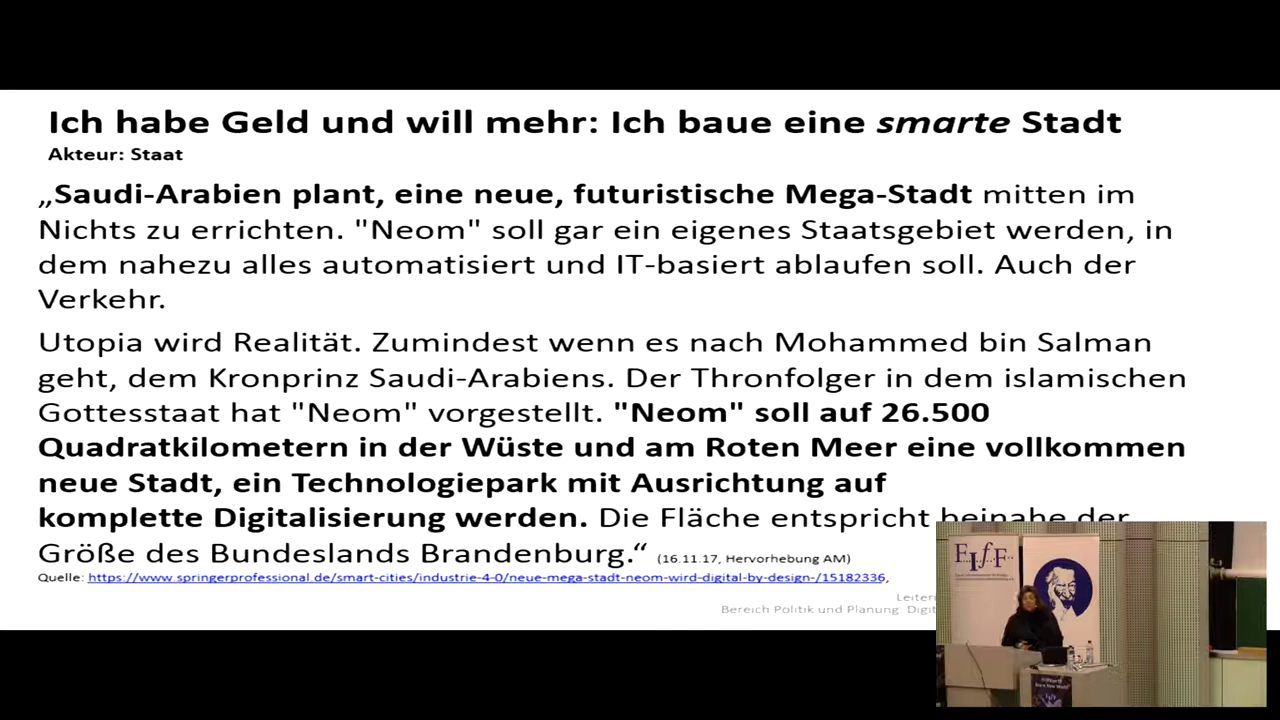 Ich habe Geld und will mehr: Ich baue eine smarte Stadt
Akteur: Staat
„Saudi-Arabien plant, eine neue, futuristische Mega-Stadt mitten im
Nichts zu errichten. "Neom" soll gar ein eigenes Staatsgebiet werden, in
dem nahezu alles automatisiert und IT-basiert ablaufen soll. Auch der
Verkehr.
Utopia wird Realität. Zumindest wenn es nach Mohammed bin Salman
geht, dem Kronprinz Saudi-Arabiens. Der Thronfolger in dem islamischen
Gottesstaat hat "Neom" vorgestellt. "Neom" soll auf 26.500
Quadratkilometern in der Wüste und am Roten Meer eine vollkommen
neue Stadt, ein Technologiepark mit Ausrichtung auf
komplette Digitalisierung werden. Die Fläche entspricht beinahe der
Größe des Bundeslands Brandenburg.“ (16.11.17, Hervorhebung AM)
Quelle: https://www.springerprofessional.de/smart-cities/industrie-4-0/neue-mega-stadt-neom-wird-digital-by-design-/15182336,
Bereich Politik und Planung
FIfF